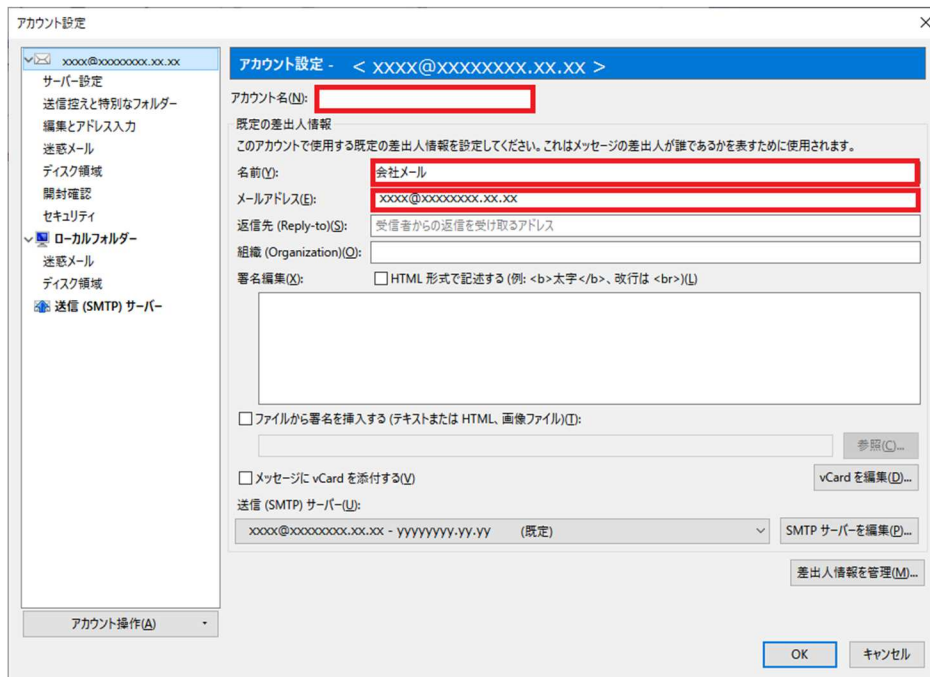 アカウント設定
xxxx@xxxxxxxx.xx.xx
サーバー設定
送信控えと特別なフォルダー
編集とアドレス入力
迷惑メール
ディスク領域
開封確認
セキュリティ
ローカルフォルダー
迷惑メール
ディスク領域
送信 (SMTP) サーバー
アカウント操作(A)
アカウント設定 - < xxxx@xxxxxxxx.xx.xx >
アカウント名(N):
既定の差出人情報
このアカウントで使用する既定の差出人情報を設定してください。これはメッセージの差出人が誰であるかを表すために使用されます。
名前(Y): 会社メール
メールアドレス(E): xxxx@xxxxxxxx.xx.xx
返信先 (Reply-to)(S): 受信者からの返信を受け取るアドレス
組織 (Organization)(O):
署名編集(X): HTML 形式で記述する (例: <b>太字</b>、改行は <br>)(L)
ファイルから署名を挿入する (テキストまたは HTML、画像ファイル)(T):
参照(C)...
メッセージに vCard を添付する(V)
vCard を編集(D)...
送信 (SMTP) サーバー(U):
xxxx@xxxxxxxx.xx.xx - yyyyyyyy.yy.yy (既定)
SMTP サーバーを編集(P)...
差出人情報を管理(M)...
OK
キャンセル